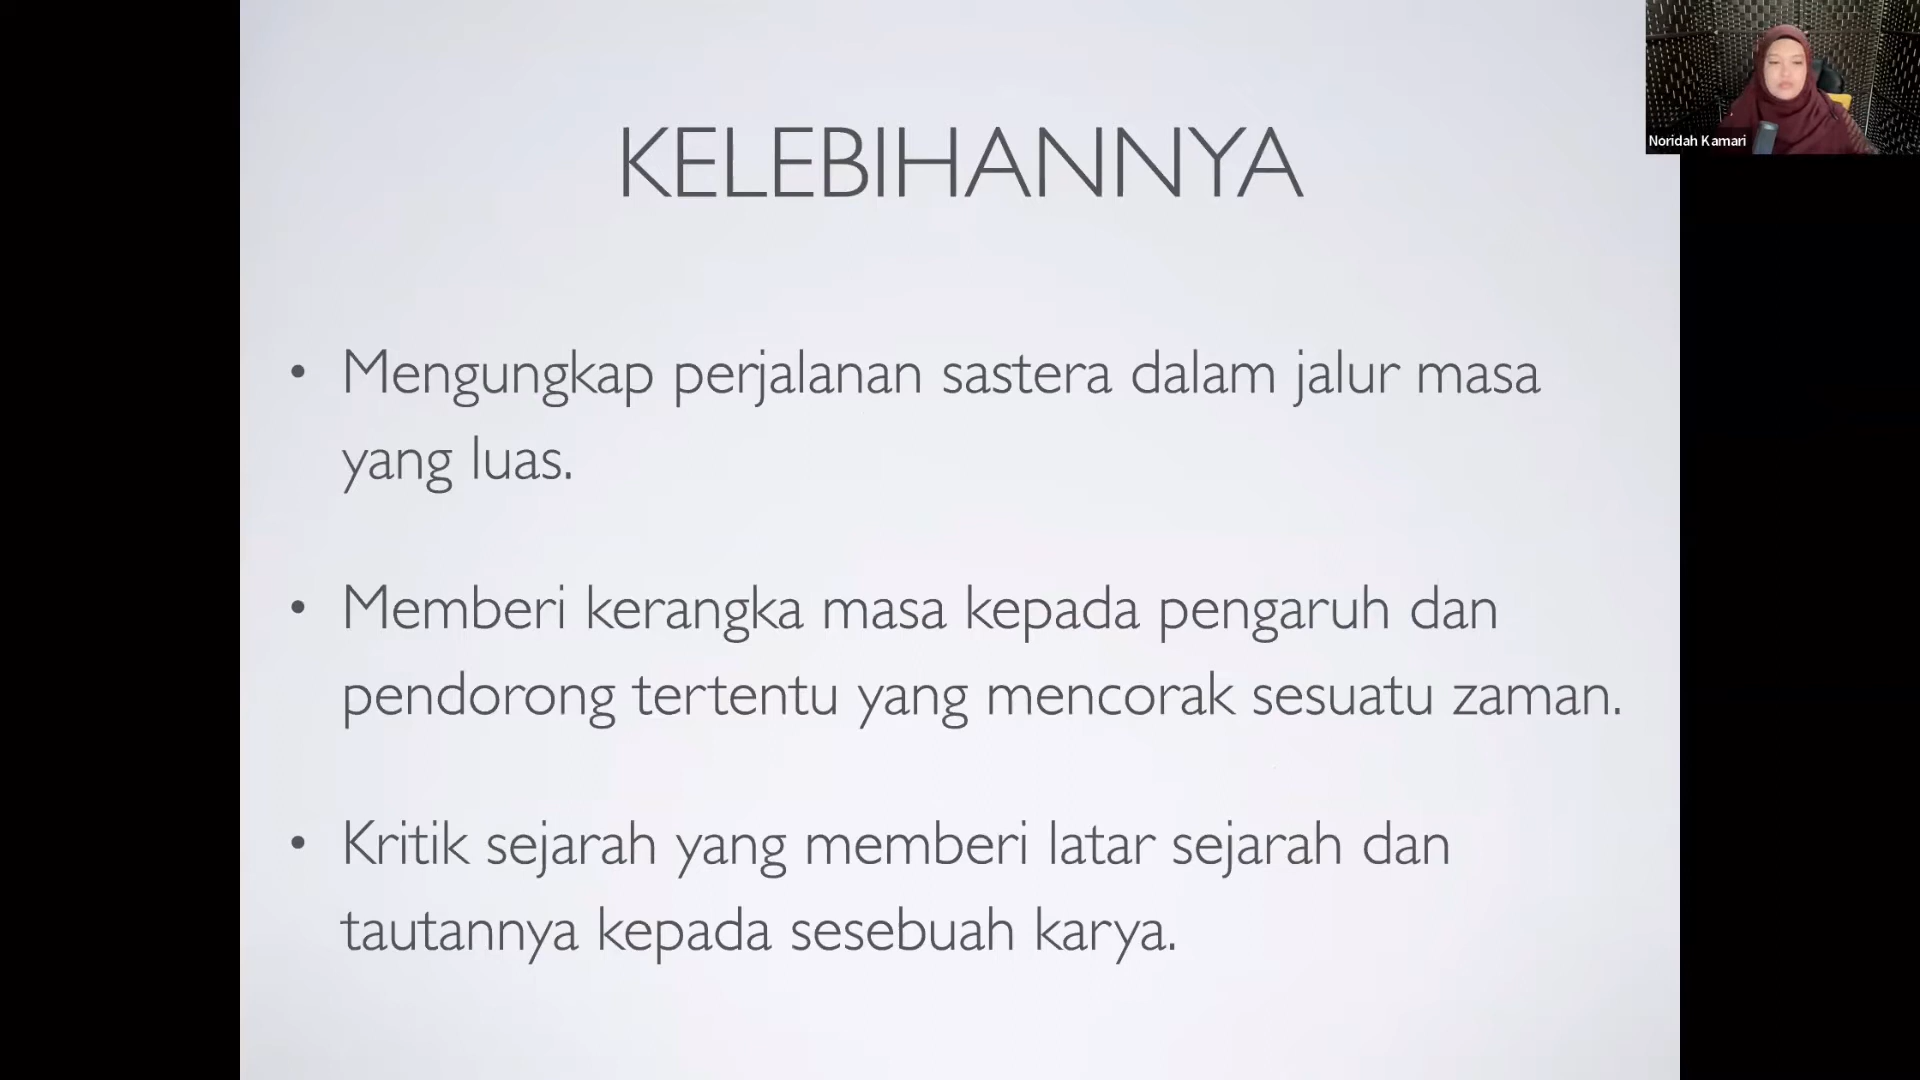 KELEBIHANNYA
Noridah Kamari
• Mengungkap perjalanan sastera dalam jalur masa
yang luas.
• Memberi kerangka masa kepada pengaruh dan
pendorong tertentu yang mencorak sesuatu zaman.
• Kritik sejarah yang memberi latar sejarah dan
tautannya kepada sesebuah karya.